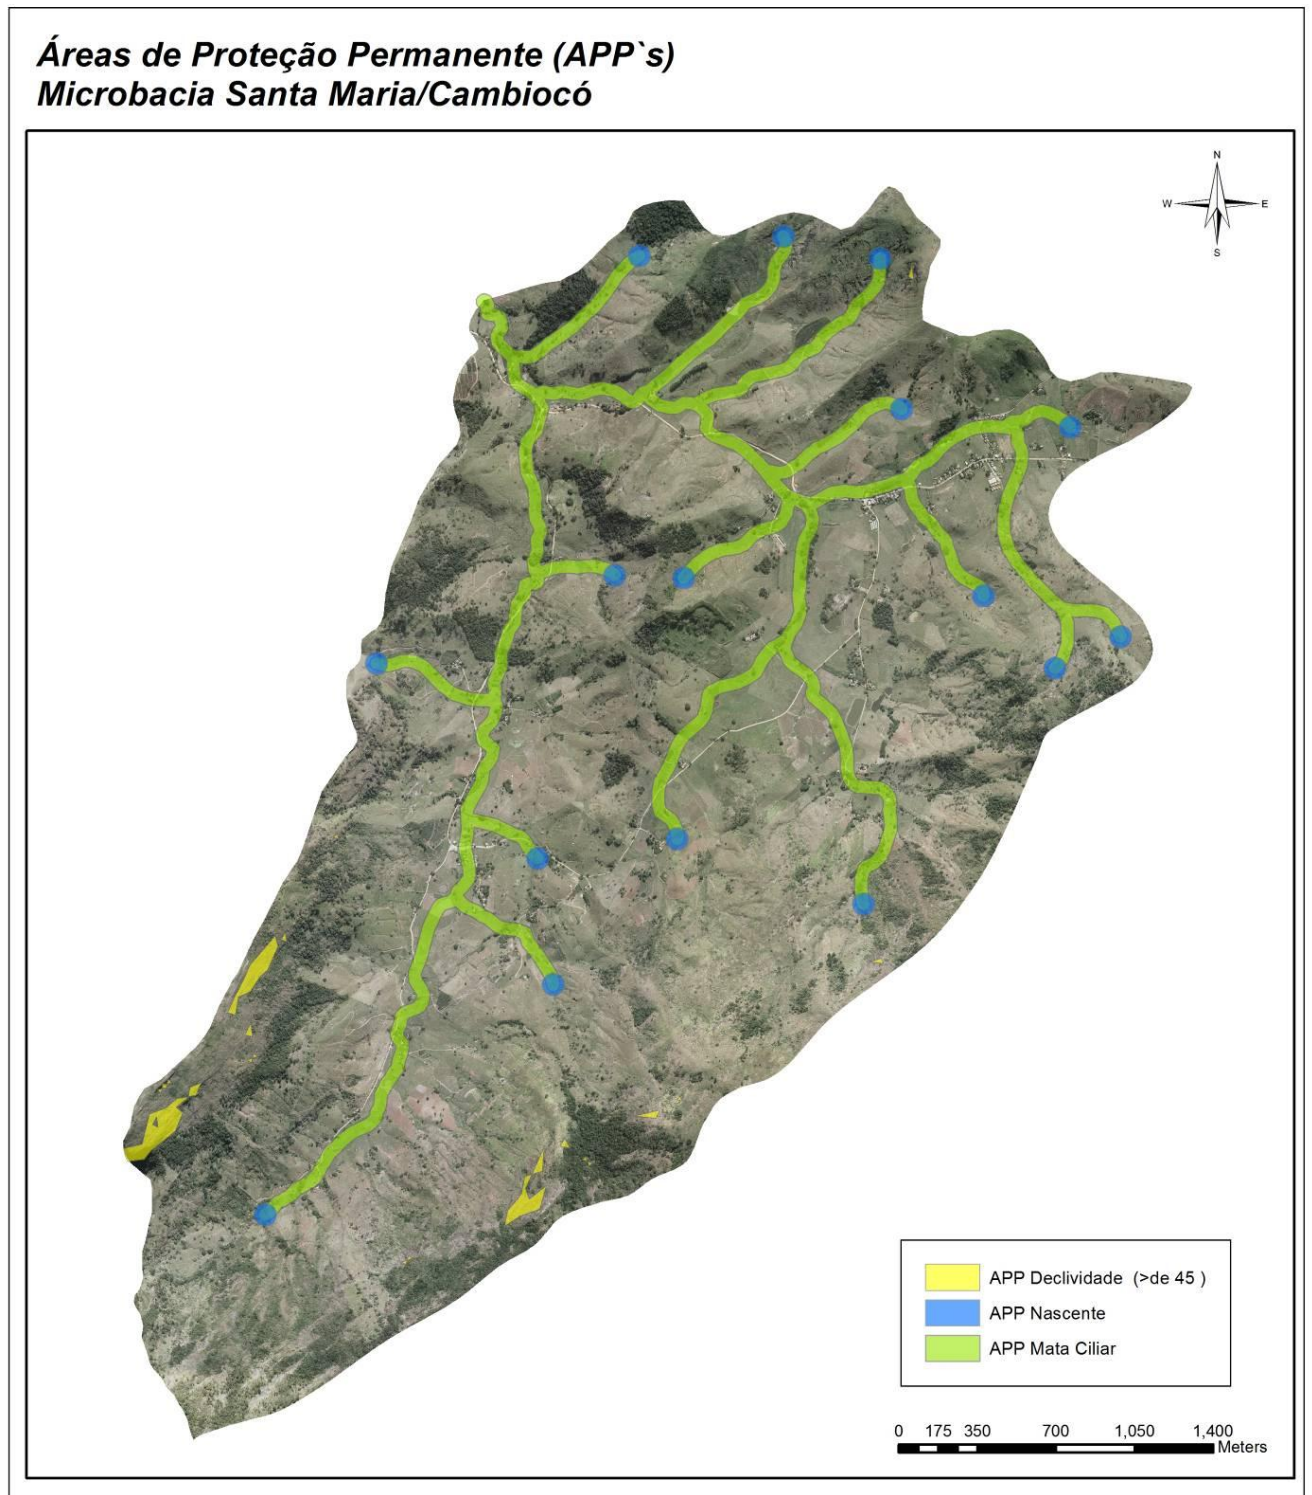 Áreas de Proteção Permanente (APP`s)
Microbacia Santa Maria/Cambiocó
N
W E
S
APP Declividade (>de 45 )
APP Nascente
APP Mata Ciliar
0 175 350 700 1,050 1,400
Meters